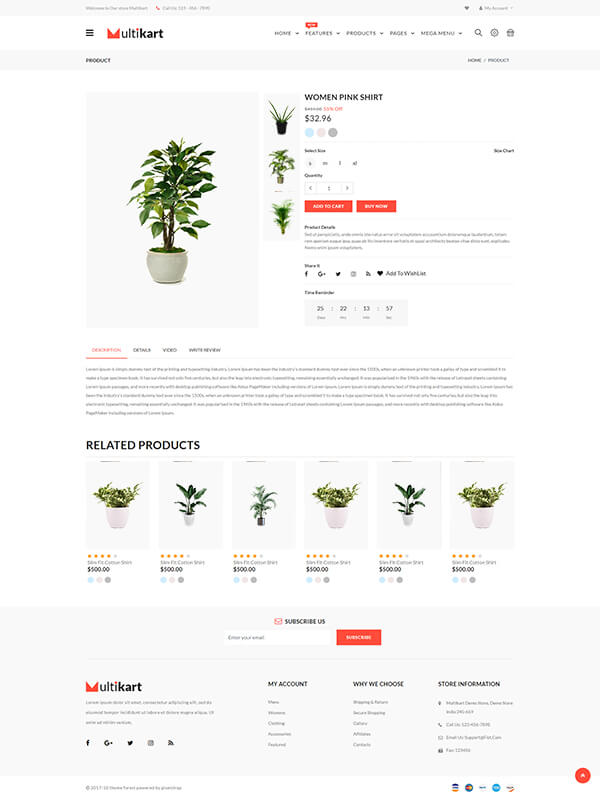 Welcome to Our store Multikart
Call Us: 123 - 456 - 7890
My Account
Multikart
HOME
NEW
FEATURES
PRODUCTS
PAGES
MEGA MENU
PRODUCT
HOME / PRODUCT
WOMEN PINK SHIRT
55% Off
$32.96
Select Size
Size Chart
s m l xl
Quantity
1
ADD TO CART
BUY NOW
Product Details
Sed ut perspiciatis, unde omnis iste natus error sit voluptatem accusantium doloremque laudantium, totam
rem aperiam eaque ipsa, quae ab illo inventore veritatis et quasi architecto beatae vitae dicta sunt, explicabo.
Nemo enim ipsam voluptatem,
Share It
Add To WishList
Time Reminder
25 : 22 : 13 : 57
Days Hrs Min Sec
DESCRIPTION
DETAILS
VIDEO
WRITE REVIEW
Lorem Ipsum is simply dummy text of the printing and typesetting industry. Lorem Ipsum has been the industry's standard dummy text ever since the 1500s, when an unknown printer took a galley of type and scrambled it to
make a type specimen book. It has survived not only five centuries, but also the leap into electronic typesetting, remaining essentially unchanged. It was popularised in the 1960s with the release of Letraset sheets containing
Lorem Ipsum passages, and more recently with desktop publishing software like Aldus PageMaker including versions of Lorem Ipsum. Lorem Ipsum is simply dummy text of the printing and typesetting industry. Lorem Ipsum has
been the industry's standard dummy text ever since the 1500s, when an unknown printer took a galley of type and scrambled it to make a type specimen book. It has survived not only five centuries, but also the leap into
electronic typesetting, remaining essentially unchanged. It was popularised in the 1960s with the release of Letraset sheets containing Lorem Ipsum passages, and more recently with desktop publishing software like Aldus
PageMaker including versions of Lorem Ipsum.
RELATED PRODUCTS
Slim Fit Cotton Shirt
$500.00
Slim Fit Cotton Shirt
$500.00
Slim Fit Cotton Shirt
$500.00
Slim Fit Cotton Shirt
$500.00
Slim Fit Cotton Shirt
$500.00
Slim Fit Cotton Shirt
$500.00
SUBSCRIBE US
Enter your email
SUBSCRIBE
Multikart
Lorem ipsum dolor sit amet, consectetur adipiscing elit, sed do
eiusmod tempor incididunt ut labore et dolore magna aliqua. Ut
enim ad minim veniam,
MY ACCOUNT
Mens
Womens
Clothing
Accessories
Featured
WHY WE CHOOSE
Shipping & Return
Secure Shopping
Gallary
Affiliates
Contacts
STORE INFORMATION
Multikart Demo Store, Demo Store
India 345-659
Call Us: 123-456-7898
Email Us: Support@Fiot.Com
Fax: 123456
© 2017-18 theme forest powered by pixelstrap